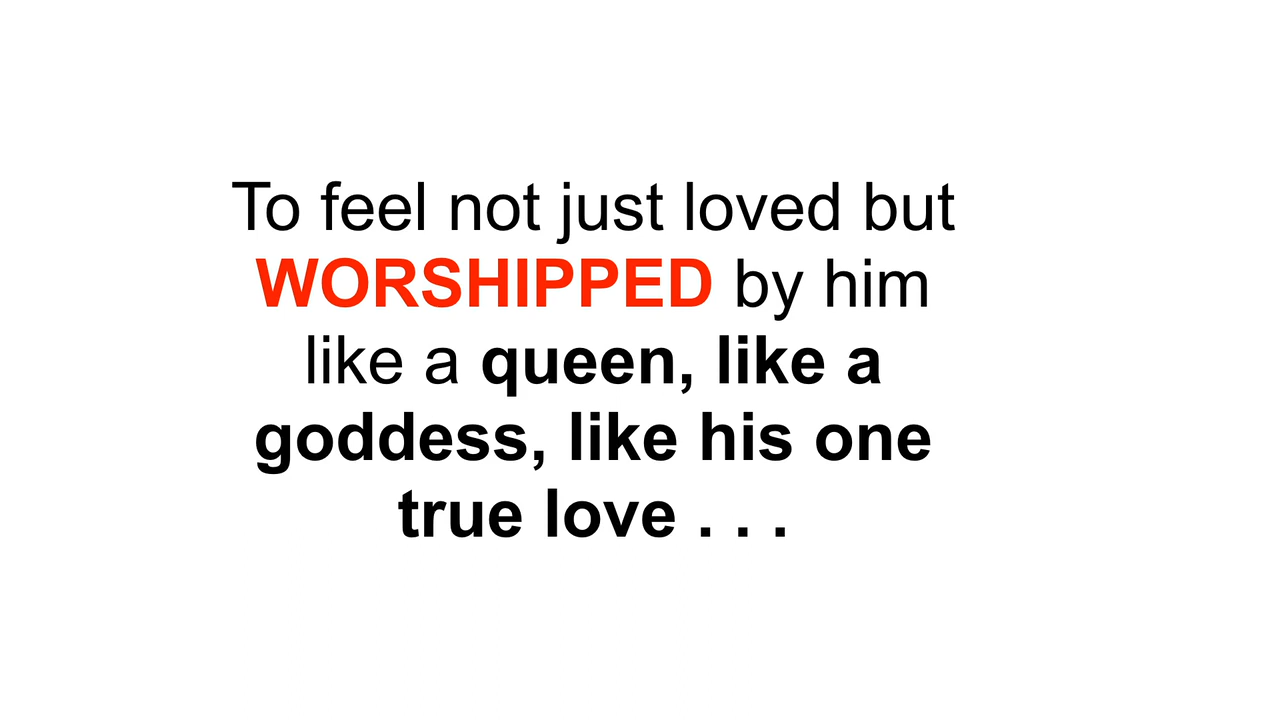 To feel not just loved but
WORSHIPPED by him
like a queen, like a
goddess, like his one
true love . . .